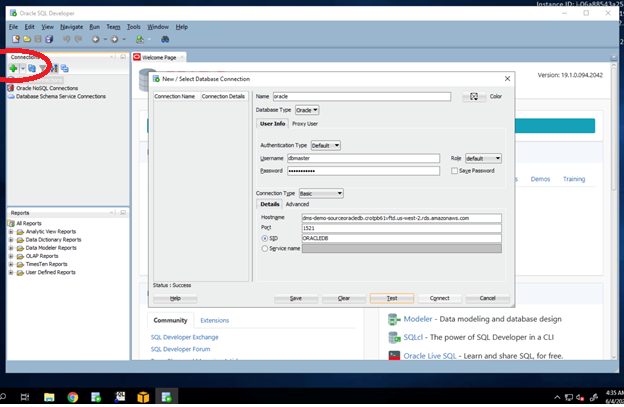 Instance ID: i-06a88543a25
Oracle SQL Developer
File Edit View Navigate Run Team Tools Window Help
Connections
Welcome Page
Oracle NoSQL Connections
Database Schema Service Connections
Version: 19.1.0.094.2042
Demos Training
New / Select Database Connection
Connection Name Connection Details
Name oracle Color
Database Type Oracle
User Info Proxy User
Authentication Type Default
Username dbmaster Role default
Password ••••••••••• Save Password
Connection Type Basic
Details Advanced
Hostname dms-demo-sourceoracledb.crotpb61vftd.us-west-2.rds.amazonaws.com
Port 1521
SID ORACLEDB
Service name
Status : Success
Help Save Clear Test Connect Cancel
Reports
All Reports
Analytic View Reports
Data Dictionary Reports
Data Modeler Reports
OLAP Reports
TimesTen Reports
User Defined Reports
Community Extensions
SQL Developer Exchange
SQL Developer Forum
Modeler - Data modeling and database design
SQLcl - The power of SQL Developer in a CLI
Oracle Live SQL - Learn and share SQL, for free.
4:35 AM